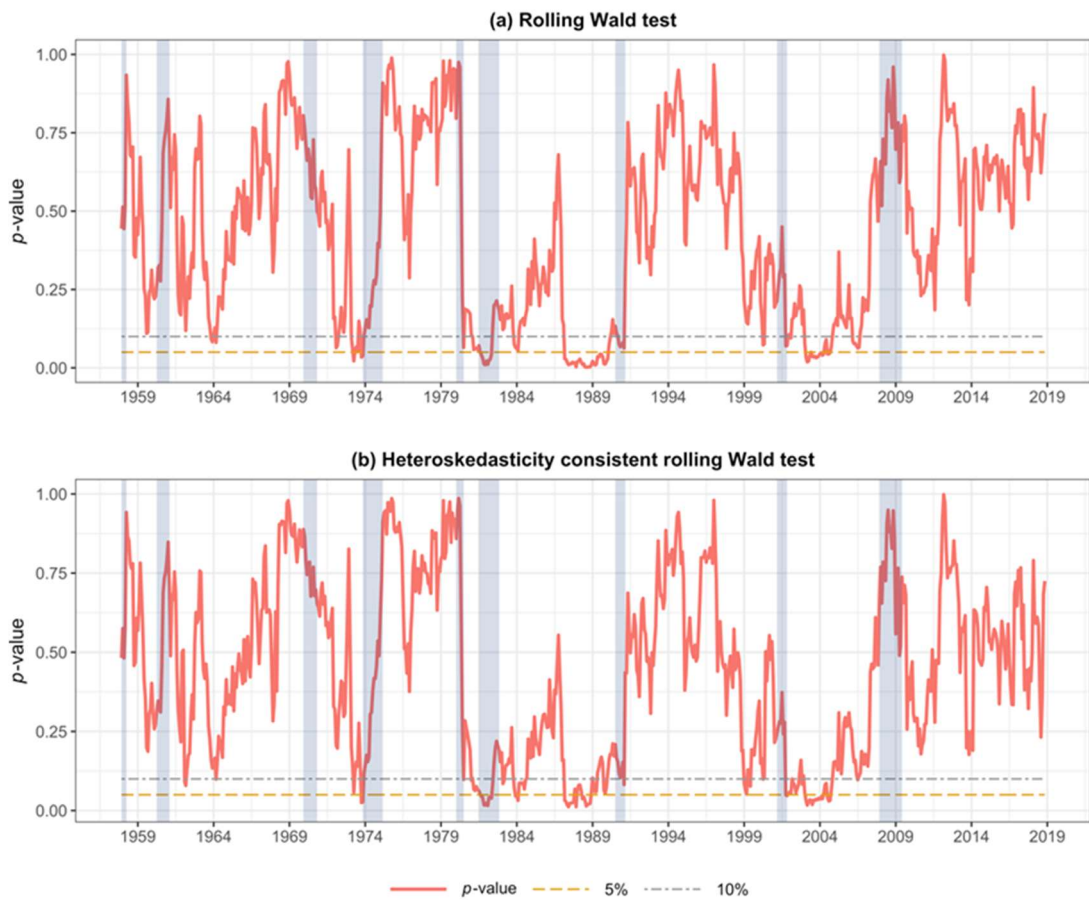 (a) Rolling Wald test
1.00
0.75
0.50
0.25
0.00
p-value
1959 1964 1969 1974 1979 1984 1989 1994 1999 2004 2009 2014 2019
(b) Heteroskedasticity consistent rolling Wald test
1.00
0.75
0.50
0.25
0.00
p-value
1959 1964 1969 1974 1979 1984 1989 1994 1999 2004 2009 2014 2019
p-value 5% 10%